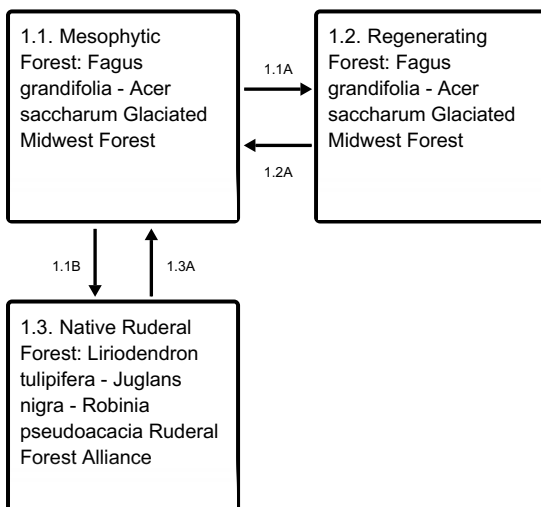 1.1. Mesophytic
Forest: Fagus
grandifolia - Acer
saccharum Glaciated
Midwest Forest
1.1A
1.2A
1.2. Regenerating
Forest: Fagus
grandifolia - Acer
saccharum Glaciated
Midwest Forest
1.1B
1.3A
1.3. Native Ruderal
Forest: Liriodendron
tulipifera - Juglans
nigra - Robinia
pseudoacacia Ruderal
Forest Alliance